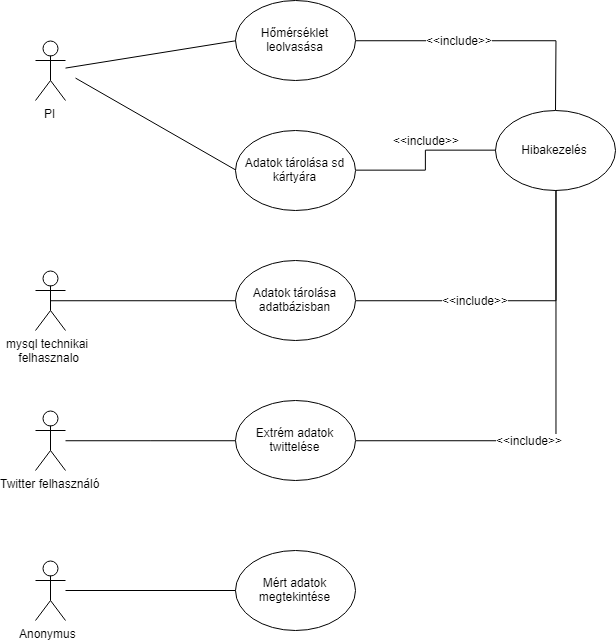 Hőmérséklet
leolvasása
<<include>>
PI
Adatok tárolása sd
kártyára
<<include>>
Hibakezelés
mysql technikai
felhasznalo
Adatok tárolása
adatbázisban
<<include>>
Twitter felhasználó
Extrém adatok
twittelése
<<include>>
Anonymus
Mért adatok
megtekintése